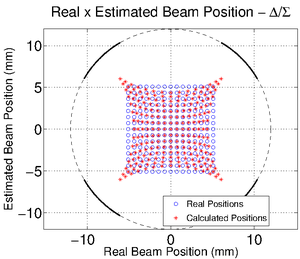 Real x Estimated Beam Position – Δ/Σ
Estimated Beam Position (mm)
10
5
0
−5
−10
Real Positions
Calculated Positions
−10
0
10
Real Beam Position (mm)